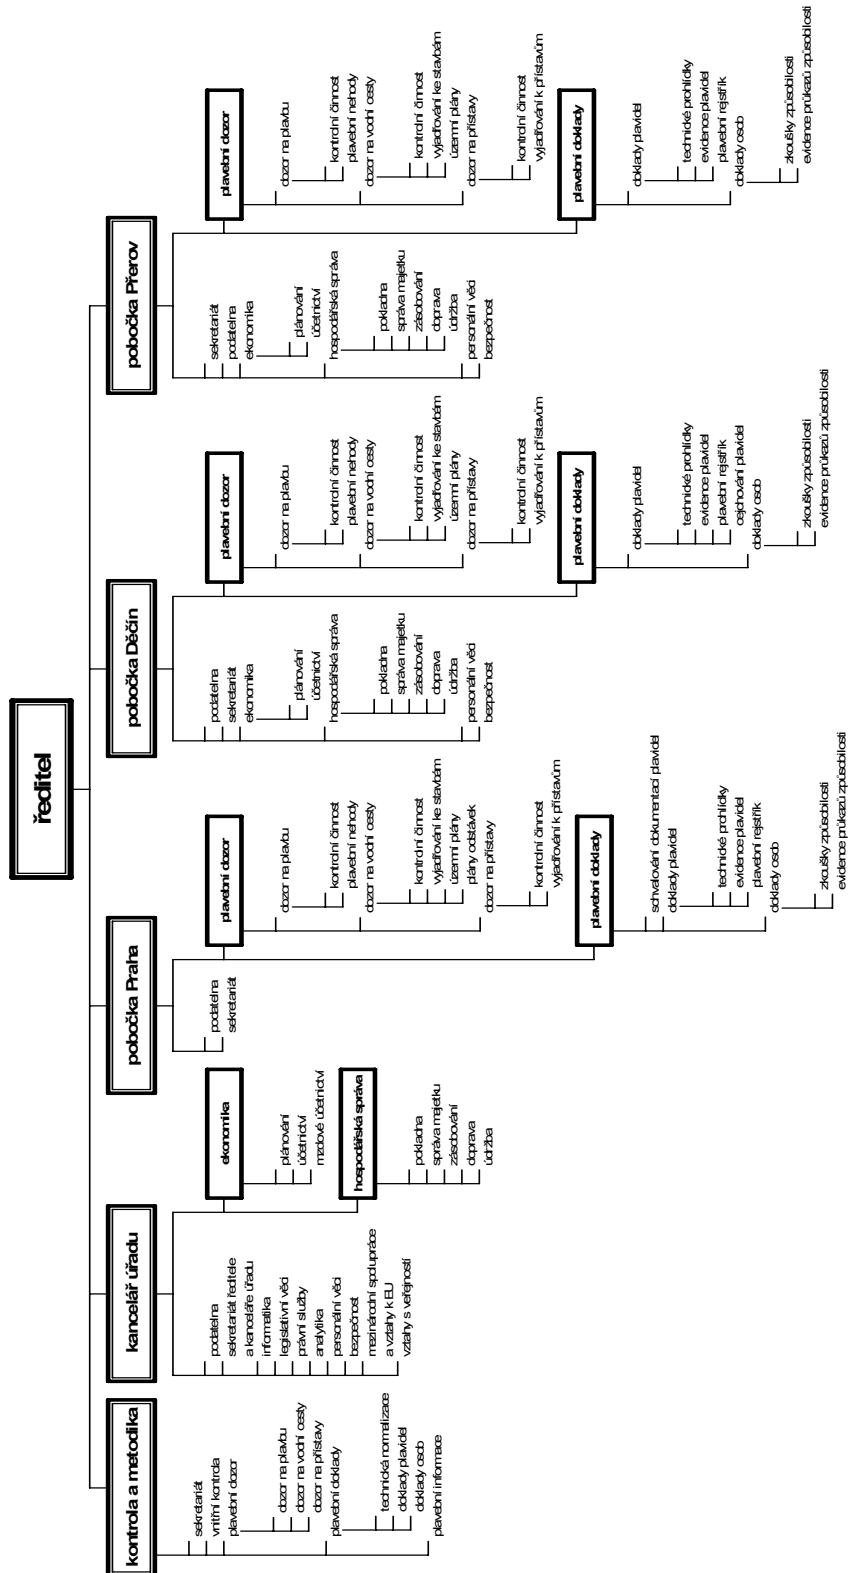 ředitel
kontrola a metodika
sekretariát
vnitřní kontrola
plavební dozor
dozor na plavbu
dozor na vodní cesty
dozor na přístavy
plavební doklady
technická normalizace
doklady plavidel
doklady osob
plavební informace
kancelář úřadu
podatelna
sekretariát ředitele
a kanceláře úřadu
informatika
legislativní věci
právní služby
analytika
personální věci
bezpečnost
mezinárodní spolupráce
a vztahy k EU
vztahy s veřejností
ekonomika
plánování
účetnictví
mzdové účetnictví
hospodářská správa
pokladna
správa majetku
zásobování
doprava
údržba
pobočka Praha
podatelna
sekretariát
plavební dozor
dozor na plavbu
kontrolní činnost
plavební nehody
dozor na vodní cesty
kontrolní činnost
vyjadřování ke stavbám
územní plány
plány odstávek
dozor na přístavy
kontrolní činnost
vyjadřování k přístavům
plavební doklady
schvalování dokumentací plavidel
doklady plavidel
technické prohlídky
evidence plavidel
plavební rejstřík
doklady osob
zkoušky způsobilosti
evidence průkazů způsobilosti
pobočka Děčín
podatelna
sekretariát
ekonomika
plánování
účetnictví
hospodářská správa
pokladna
správa majetku
zásobování
doprava
údržba
personální věci
bezpečnost
plavební dozor
dozor na plavbu
kontrolní činnost
plavební nehody
dozor na vodní cesty
kontrolní činnost
vyjadřování ke stavbám
územní plány
dozor na přístavy
kontrolní činnost
vyjadřování k přístavům
plavební doklady
doklady plavidel
technické prohlídky
evidence plavidel
plavební rejstřík
cejchování plavidel
doklady osob
zkoušky způsobilosti
evidence průkazů způsobilosti
pobočka Přerov
sekretariát
podatelna
ekonomika
plánování
účetnictví
hospodářská správa
pokladna
správa majetku
zásobování
doprava
údržba
personální věci
bezpečnost
plavební dozor
dozor na plavbu
kontrolní činnost
plavební nehody
dozor na vodní cesty
kontrolní činnost
vyjadřování ke stavbám
územní plány
dozor na přístavy
kontrolní činnost
vyjadřování k přístavům
plavební doklady
doklady plavidel
technické prohlídky
evidence plavidel
plavební rejstřík
doklady osob
zkoušky způsobilosti
evidence průkazů způsobilosti